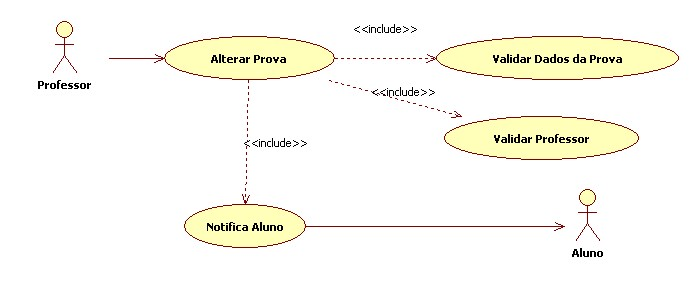 <<include>>
Alterar Prova
Validar Dados da Prova
Professor
<<include>>
Validar Professor
<<include>>
Notifica Aluno
Aluno